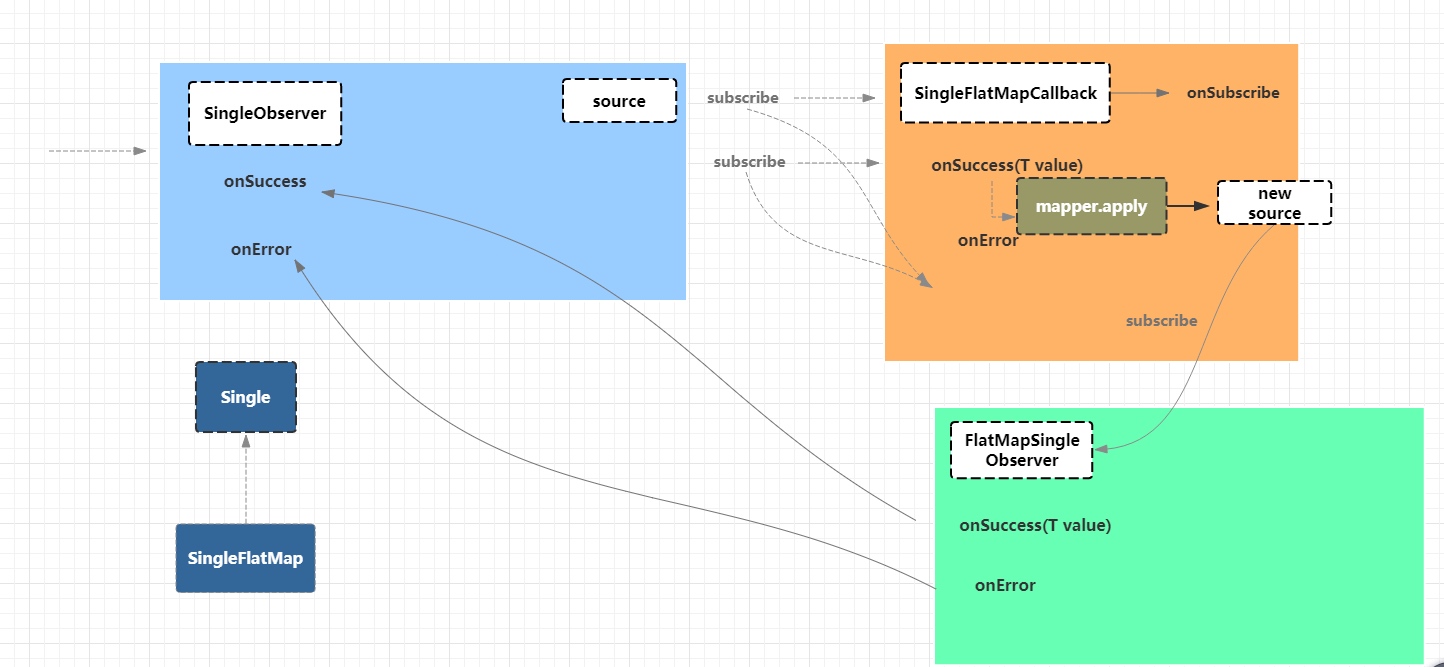 SingleObserver
source
onSuccess
onError
subscribe
subscribe
SingleFlatMapCallback
onSubscribe
onSuccess(T value)
mapper.apply
new
source
onError
subscribe
Single
SingleFlatMap
FlatMapSingle
Observer
onSuccess(T value)
onError